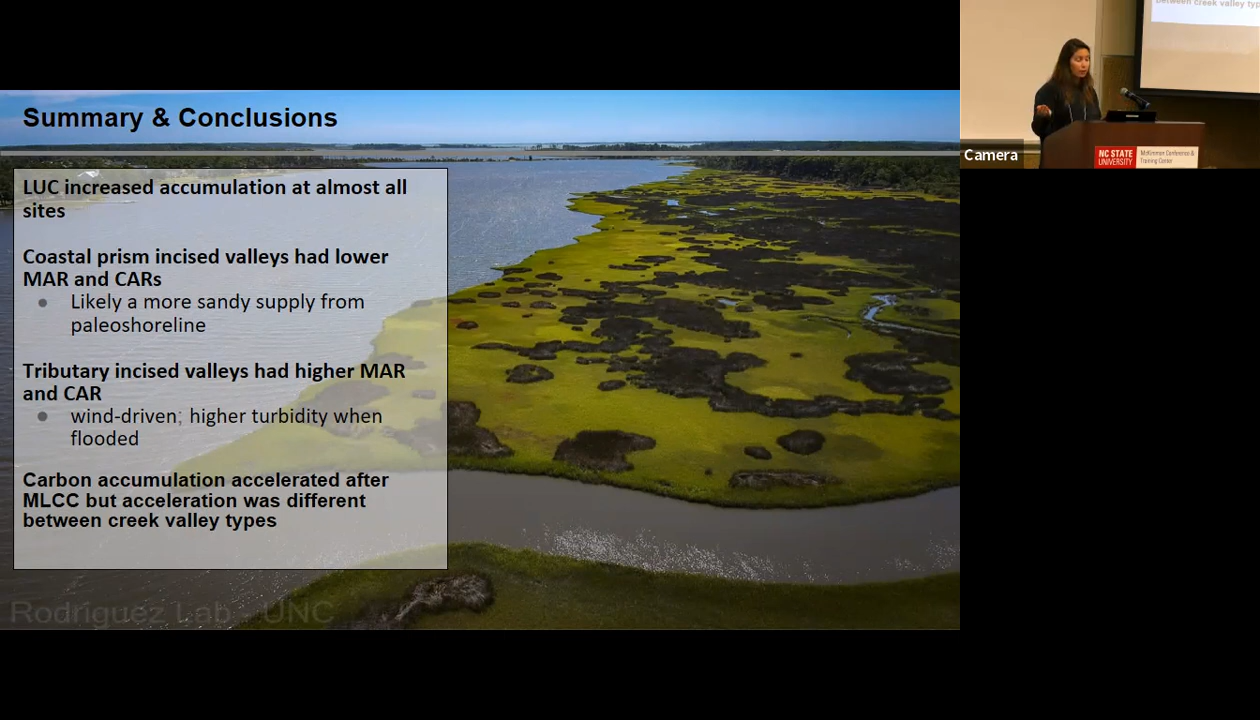 between creek valley typ
Summary & Conclusions
Camera
NC STATE
UNIVERSITY
McKimmon Conference &
Training Center
LUC increased accumulation at almost all
sites
Coastal prism incised valleys had lower
MAR and CARs
● Likely a more sandy supply from
paleoshoreline
Tributary incised valleys had higher MAR
and CAR
● wind-driven; higher turbidity when
flooded
Carbon accumulation accelerated after
MLCC but acceleration was different
between creek valley types
Rodriguez Lab - UNC